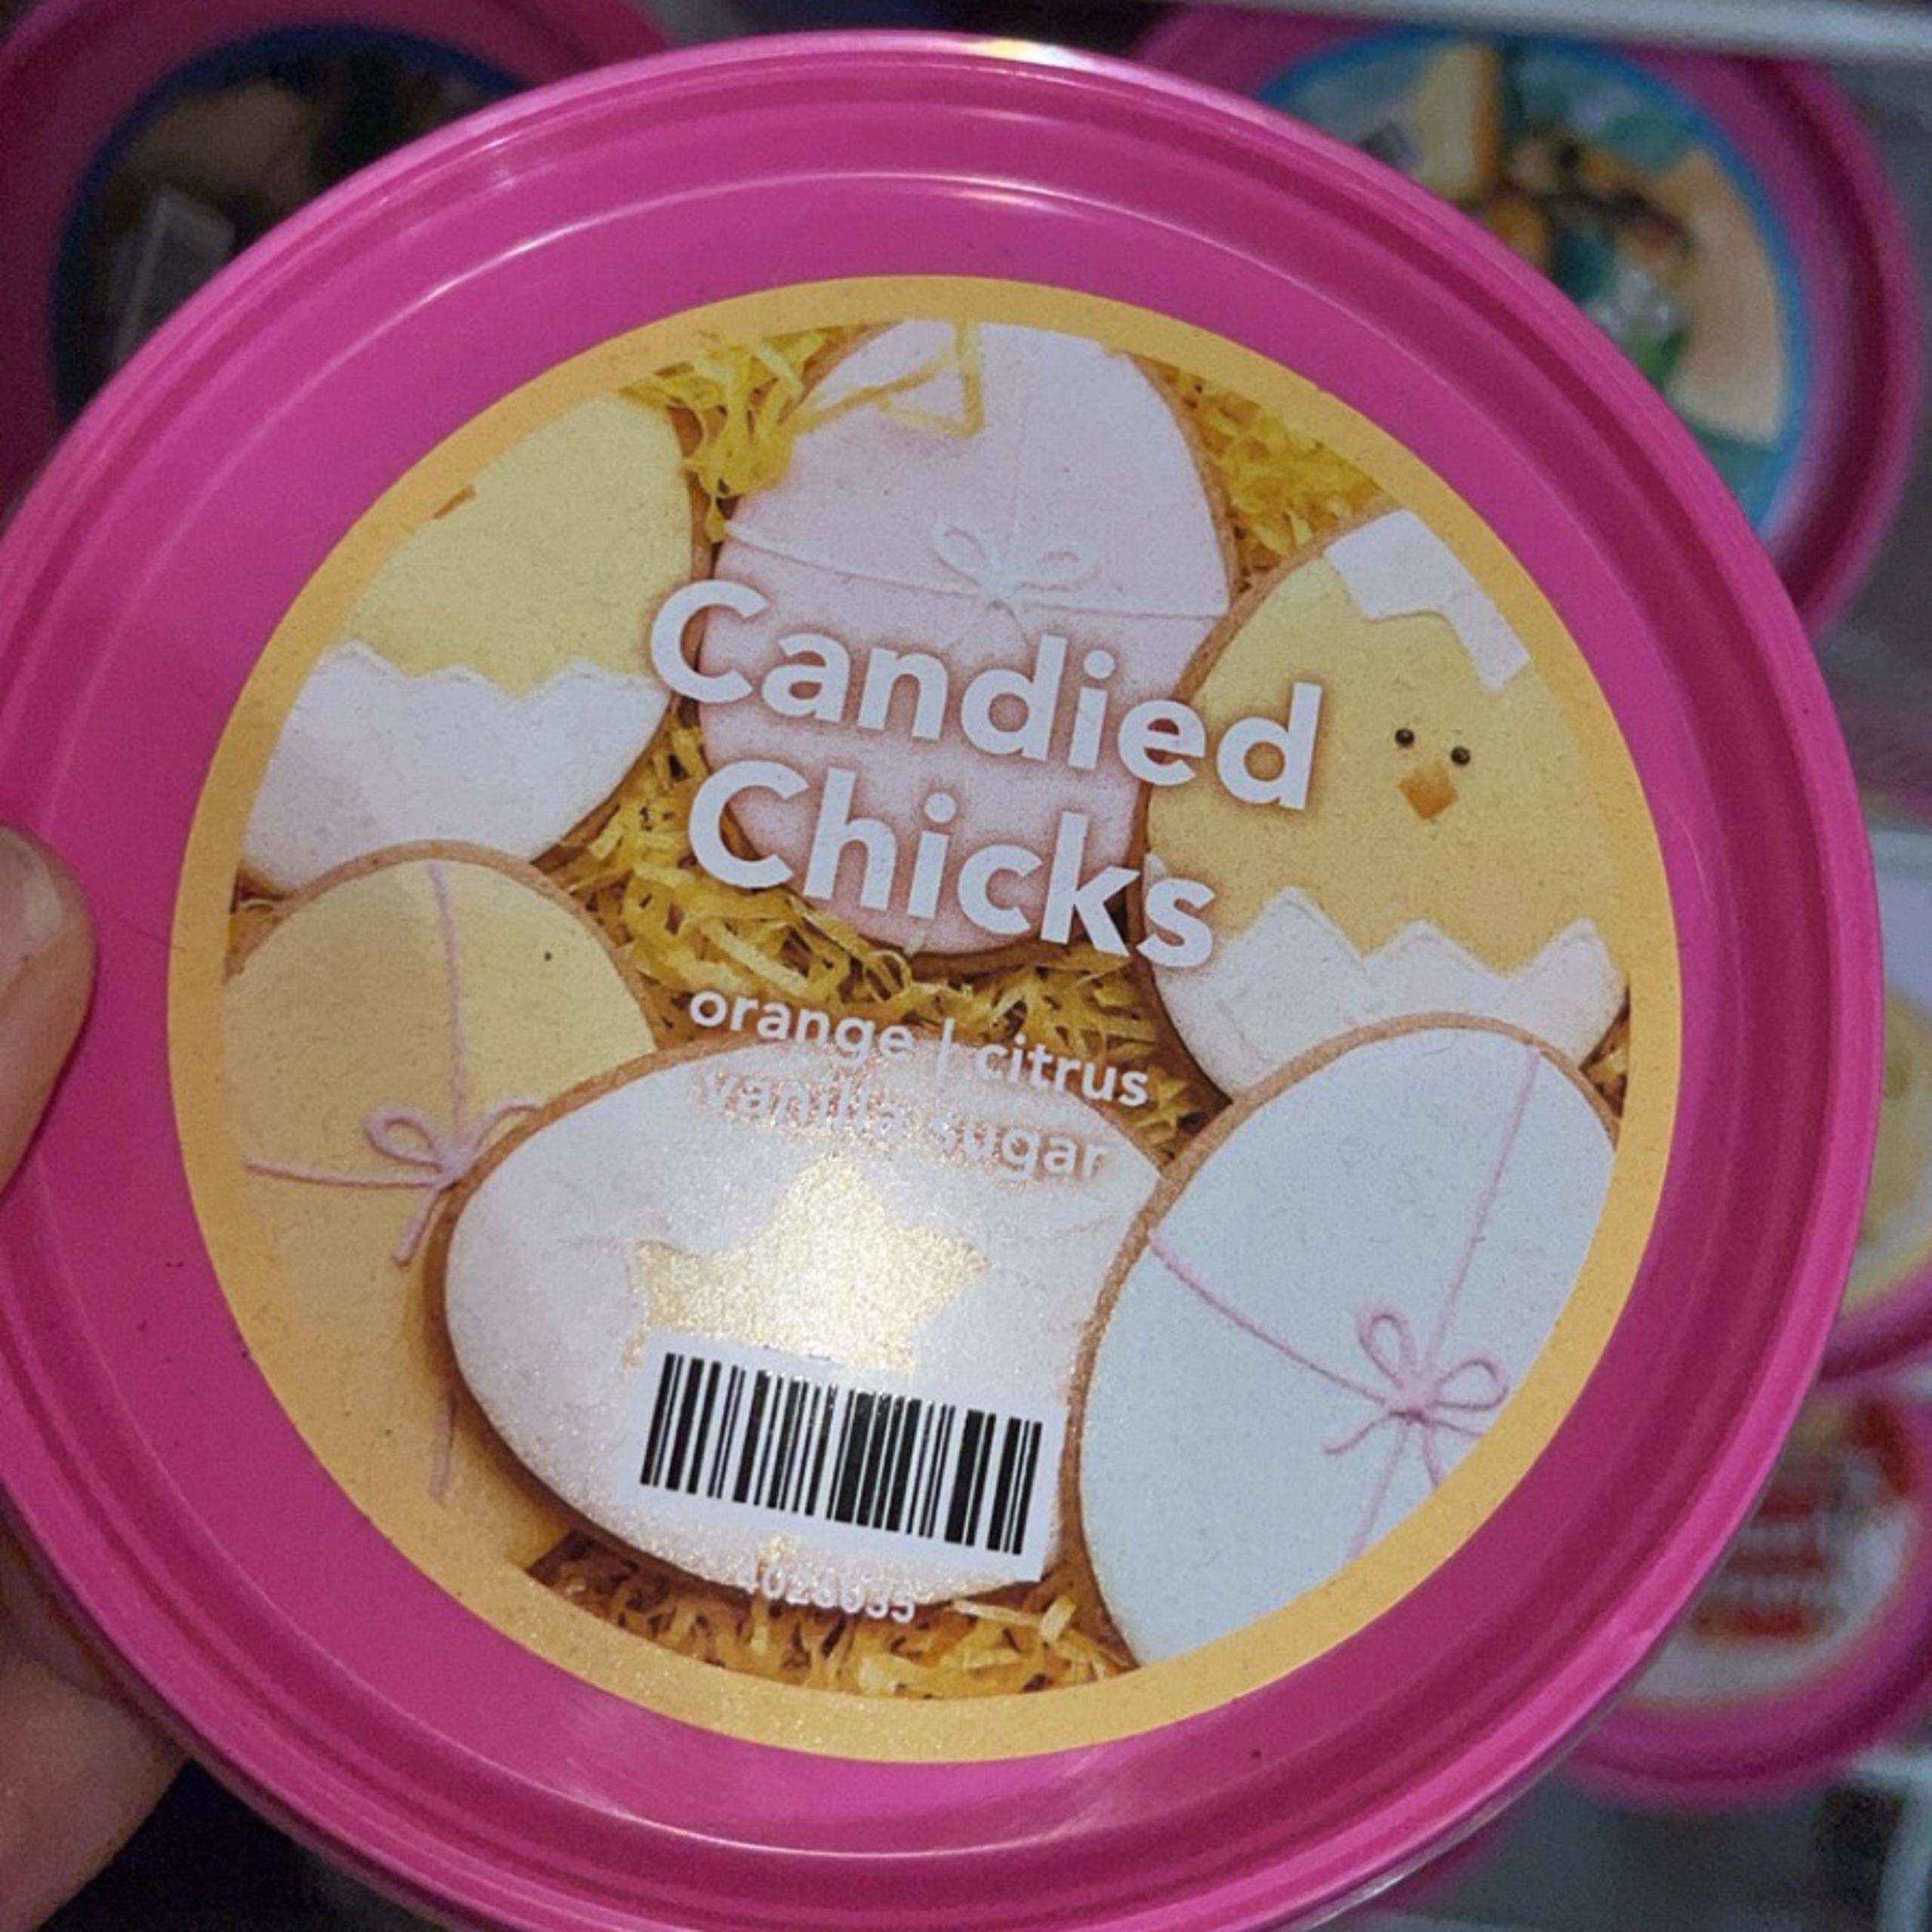 Candied
Chicks
orange | citrus
vanilla sugar